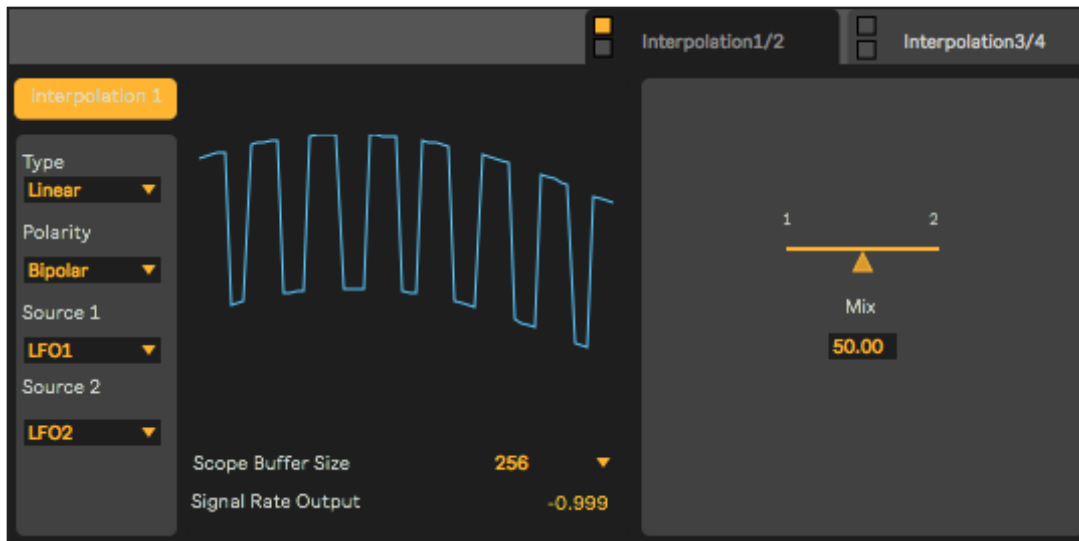 Interpolation1/2
Interpolation3/4
Interpolation 1
Type
Linear
Polarity
Bipolar
Source 1
LFO1
Source 2
LFO2
Scope Buffer Size 256
Signal Rate Output -0.999
1 2
Mix
50.00